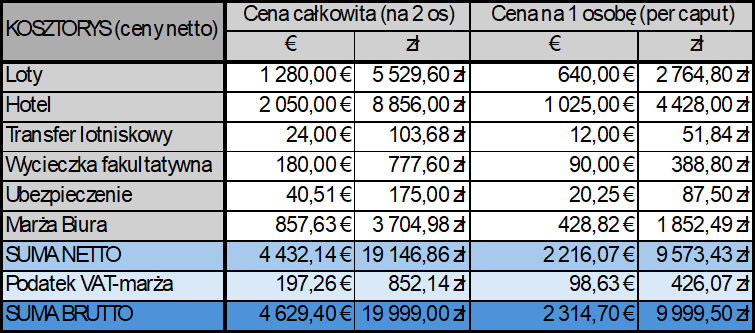 KOSZTORYS (ceny netto) Cena całkowita (na 2 os) Cena na 1 osobę (per caput)
€ zł € zł
Loty 1 280,00 € 5 529,60 zł 640,00 € 2 764,80 zł
Hotel 2 050,00 € 8 856,00 zł 1 025,00 € 4 428,00 zł
Transfer lotniskowy 24,00 € 103,68 zł 12,00 € 51,84 zł
Wycieczka fakultatywna 180,00 € 777,60 zł 90,00 € 388,80 zł
Ubezpieczenie 40,51 € 175,00 zł 20,25 € 87,50 zł
Marża Biura 857,63 € 3 704,98 zł 428,82 € 1 852,49 zł
SUMA NETTO 4 432,14 € 19 146,86 zł 2 216,07 € 9 573,43 zł
Podatek VAT-marża 197,26 € 852,14 zł 98,63 € 426,07 zł
SUMA BRUTTO 4 629,40 € 19 999,00 zł 2 314,70 € 9 999,50 zł